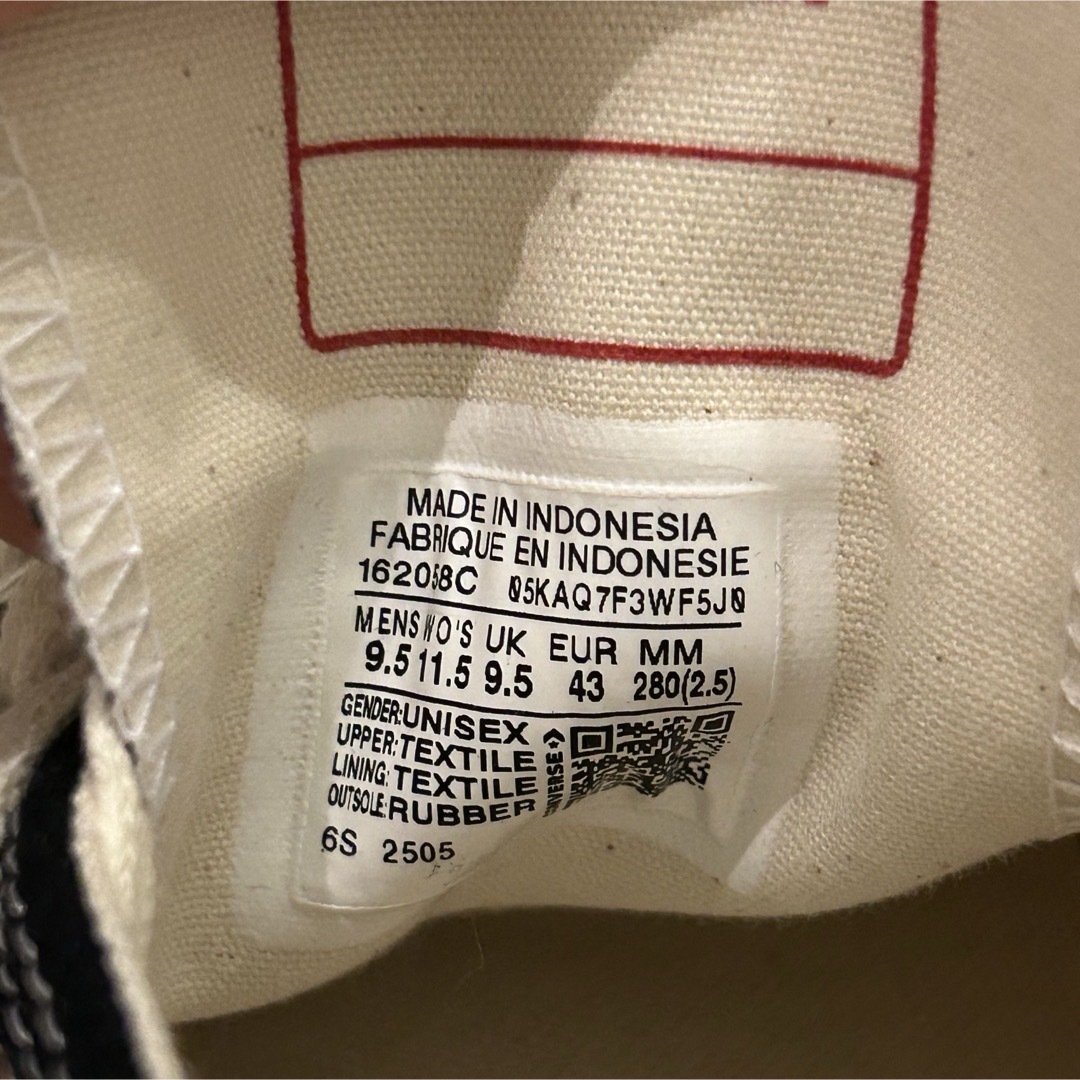 MADE IN INDONESIA
FABRIQUE EN INDONESIE
162058C 05KAQ7F3WF5J0
MENS WO'S UK EUR MM
9.5 11.5 9.5 43 280(2.5)
GENDER:UNISEX
UPPER:TEXTILE
LINING:TEXTILE
OUTSOLE:RUBBER
CONVERSE
6S 2505